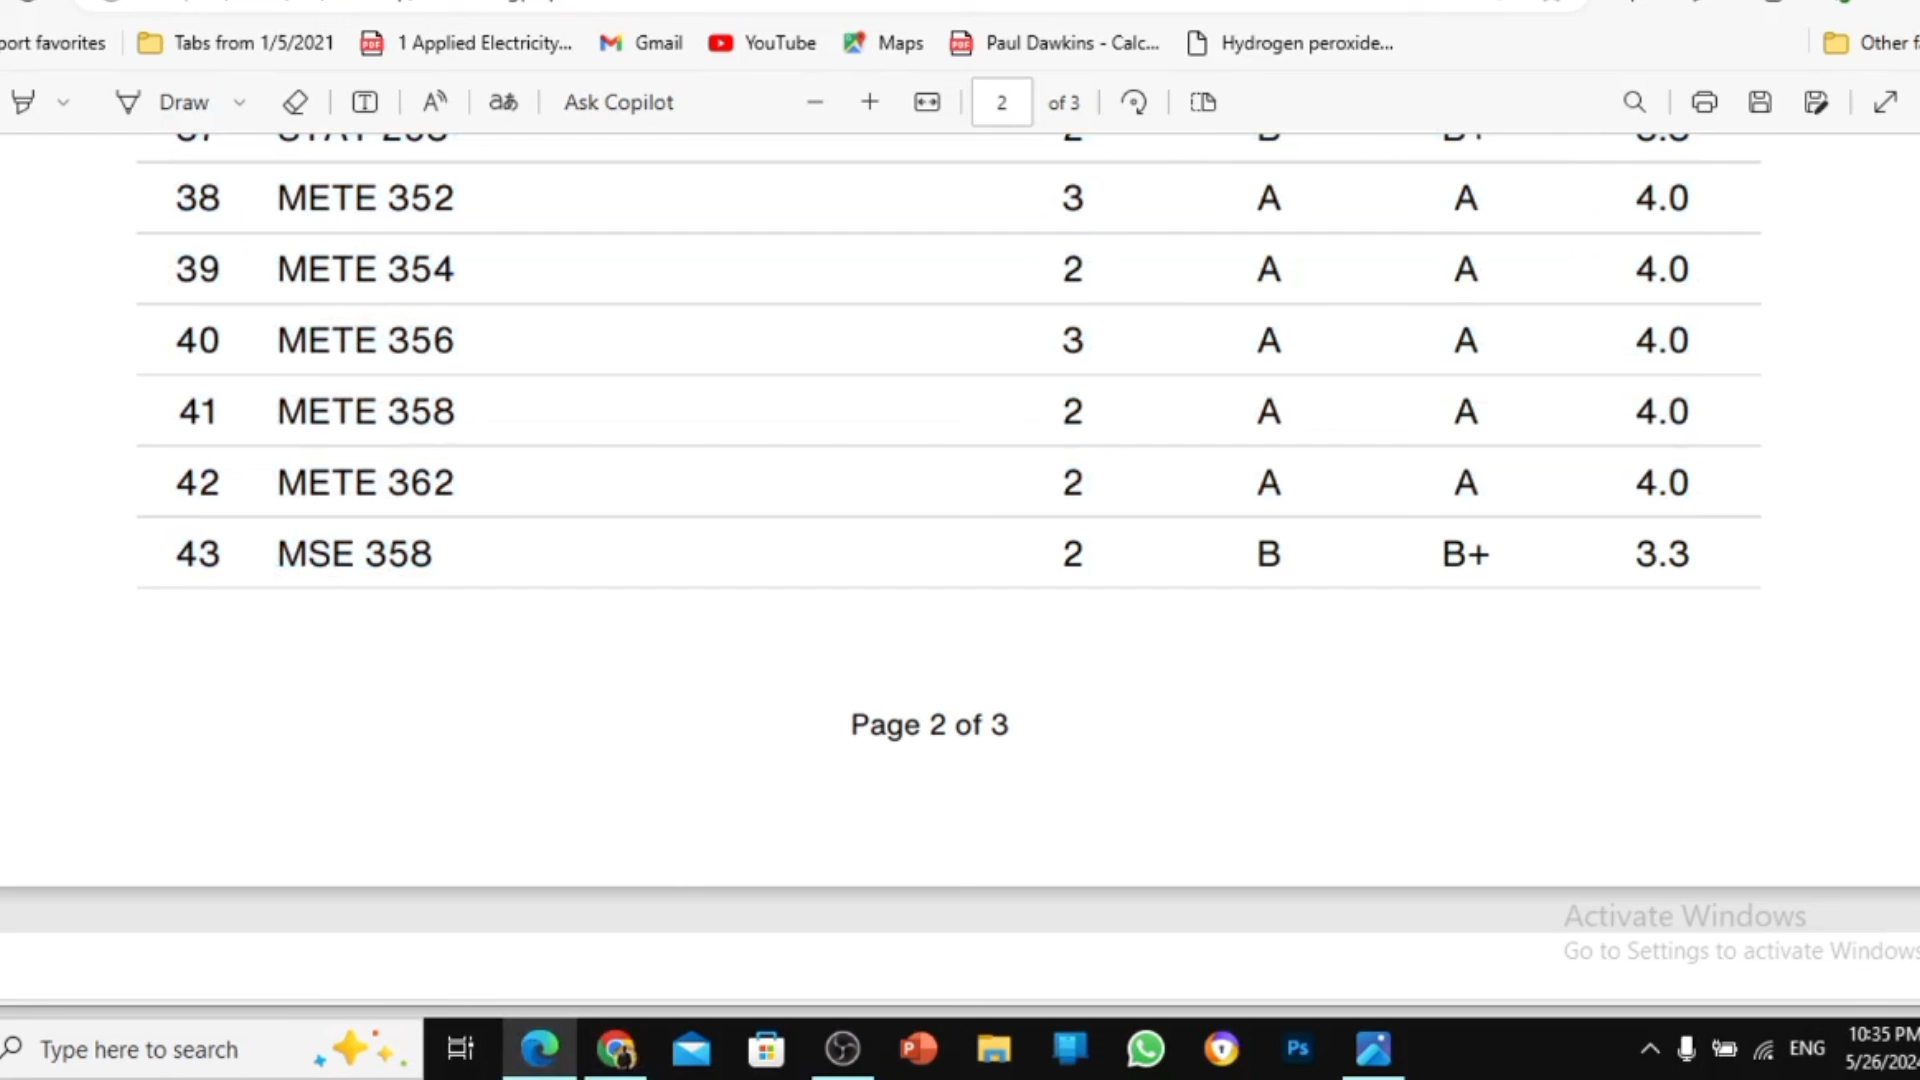 port favorites Tabs from 1/5/2021 1 Applied Electricity... Gmail YouTube Maps Paul Dawkins - Calc... Hydrogen peroxide... Other f
Draw aあ Ask Copilot 2 of 3
38 METE 352 3 A A 4.0
39 METE 354 2 A A 4.0
40 METE 356 3 A A 4.0
41 METE 358 2 A A 4.0
42 METE 362 2 A A 4.0
43 MSE 358 2 B B+ 3.3
Page 2 of 3
Activate Windows
Go to Settings to activate Windows
Type here to search ENG 10:35 PM
5/26/202